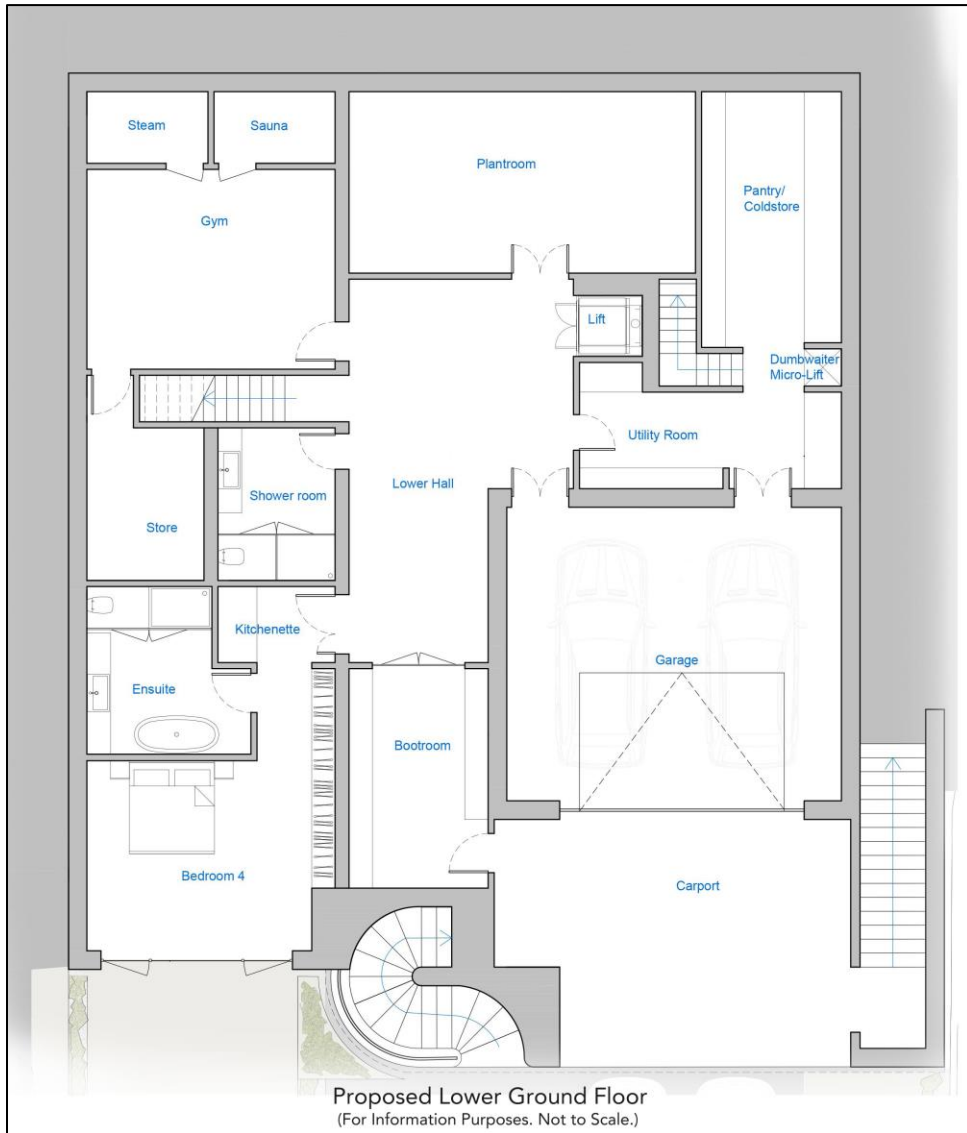 Steam
Sauna
Plantroom
Pantry/
Coldstore
Gym
Lift
Dumbwaiter
Micro-Lift
Utility Room
Lower Hall
Shower room
Store
Kitchenette
Garage
Ensuite
Bootroom
Bedroom 4
Carport
Proposed Lower Ground Floor
(For Information Purposes. Not to Scale.)